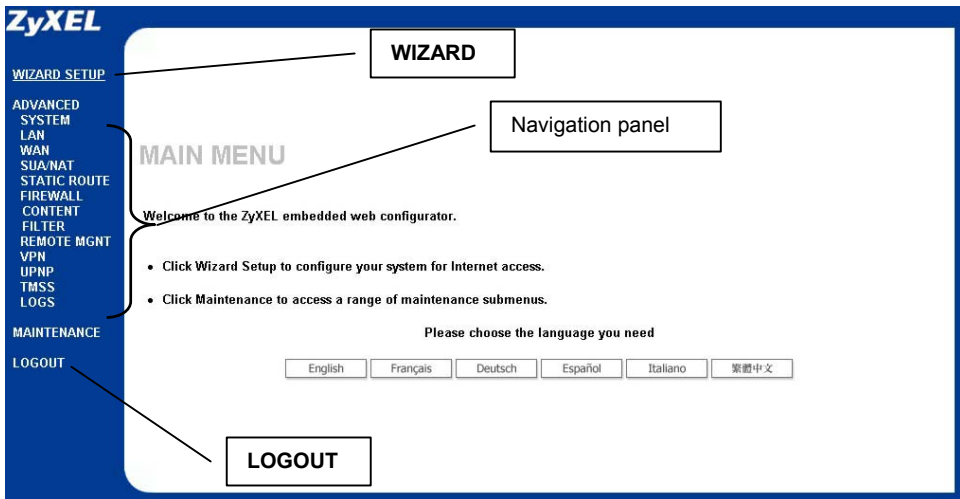 ZyXEL
WIZARD
WIZARD SETUP
ADVANCED
SYSTEM
LAN
WAN
SUA/NAT
STATIC ROUTE
FIREWALL
CONTENT
FILTER
REMOTE MGNT
VPN
UPNP
TMSS
LOGS
MAINTENANCE
LOGOUT
Navigation panel
MAIN MENU
Welcome to the ZyXEL embedded web configurator.
• Click Wizard Setup to configure your system for Internet access.
• Click Maintenance to access a range of maintenance submenus.
Please choose the language you need
English Français Deutsch Español Italiano 繁體中文
LOGOUT